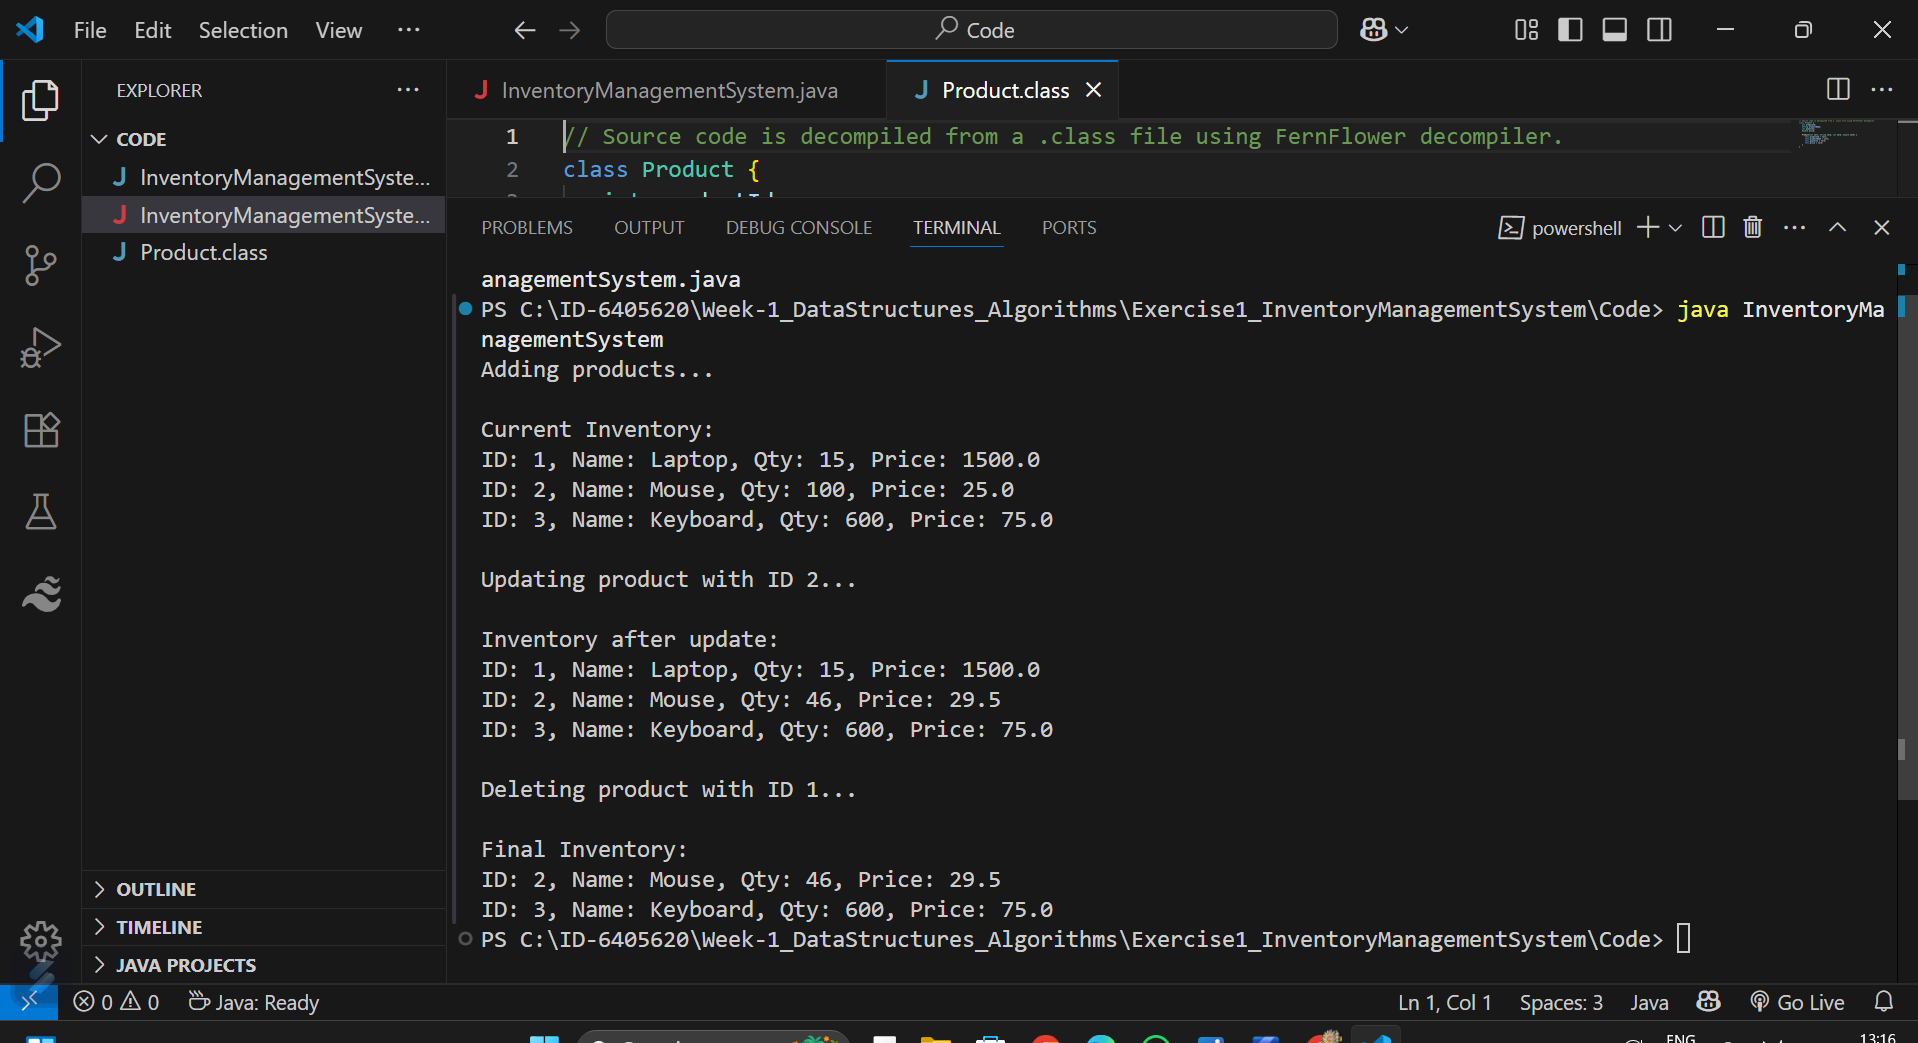 File Edit Selection View ···
Code
EXPLORER ···
CODE
InventoryManagementSyste...
InventoryManagementSyste...
Product.class
OUTLINE
TIMELINE
JAVA PROJECTS
InventoryManagementSystem.java
Product.class
1 // Source code is decompiled from a .class file using FernFlower decompiler.
2 class Product {
PROBLEMS OUTPUT DEBUG CONSOLE TERMINAL PORTS
powershell
anagementSystem.java
PS C:\ID-6405620\Week-1_DataStructures_Algorithms\Exercise1_InventoryManagementSystem\Code> java InventoryMa
nagementSystem
Adding products...
Current Inventory:
ID: 1, Name: Laptop, Qty: 15, Price: 1500.0
ID: 2, Name: Mouse, Qty: 100, Price: 25.0
ID: 3, Name: Keyboard, Qty: 600, Price: 75.0
Updating product with ID 2...
Inventory after update:
ID: 1, Name: Laptop, Qty: 15, Price: 1500.0
ID: 2, Name: Mouse, Qty: 46, Price: 29.5
ID: 3, Name: Keyboard, Qty: 600, Price: 75.0
Deleting product with ID 1...
Final Inventory:
ID: 2, Name: Mouse, Qty: 46, Price: 29.5
ID: 3, Name: Keyboard, Qty: 600, Price: 75.0
PS C:\ID-6405620\Week-1_DataStructures_Algorithms\Exercise1_InventoryManagementSystem\Code>
0 0 Java: Ready
Ln 1, Col 1 Spaces: 3 Java Go Live
ENG
13:16